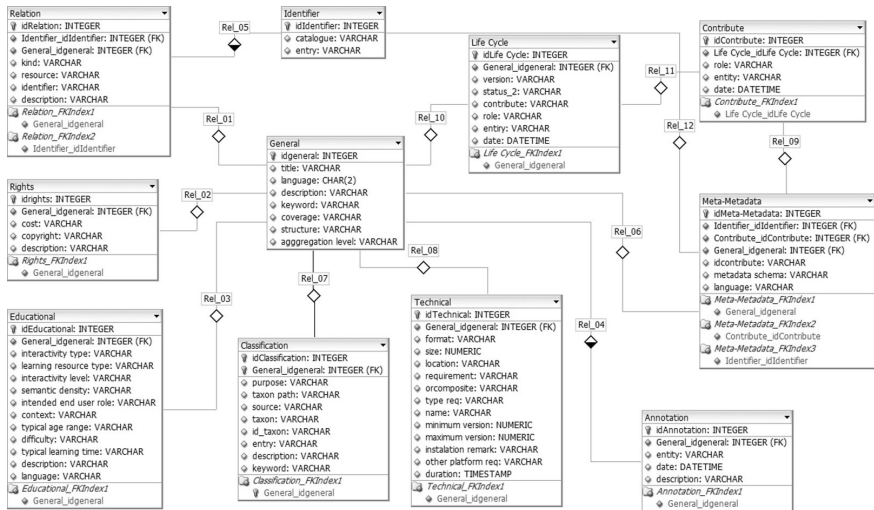 Relation
idRelation: INTEGER
Identifier_idIdentifier: INTEGER (FK)
General_idgeneral: INTEGER (FK)
kind: VARCHAR
resource: VARCHAR
identifier: VARCHAR
description: VARCHAR
Relation_FKIndex1
General_idgeneral
Relation_FKIndex2
Identifier_idIdentifier
Rel_05
Identifier
idIdentifier: INTEGER
catalogue: VARCHAR
entry: VARCHAR
Life Cycle
idLife Cycle: INTEGER
General_idgeneral: INTEGER (FK)
version: VARCHAR
status_2: VARCHAR
contribute: VARCHAR
role: VARCHAR
entry: VARCHAR
date: DATETIME
Life Cycle_FKIndex1
General_idgeneral
Rel_11
Contribute
idContribute: INTEGER
Life Cycle_idLife Cycle: INTEGER (FK)
role: VARCHAR
entity: VARCHAR
date: DATETIME
Contribute_FKIndex1
Life Cycle_idLife Cycle
Rel_01
Rel_10
Rel_12
Rel_09
General
idgeneral: INTEGER
title: VARCHAR
language: CHAR(2)
description: VARCHAR
keyword: VARCHAR
coverage: VARCHAR
structure: VARCHAR
agggregation level: VARCHAR
Rights
idrights: INTEGER
General_idgeneral: INTEGER (FK)
cost: VARCHAR
copyright: VARCHAR
description: VARCHAR
Rights_FKIndex1
General_idgeneral
Rel_02
Rel_06
Meta-Metadata
idMeta-Metadata: INTEGER
Identifier_idIdentifier: INTEGER (FK)
Contribute_idContribute: INTEGER (FK)
General_idgeneral: INTEGER (FK)
idcontribute: VARCHAR
metadata schema: VARCHAR
language: VARCHAR
Meta-Metadata_FKIndex1
General_idgeneral
Meta-Metadata_FKIndex2
Contribute_idContribute
Meta-Metadata_FKIndex3
Identifier_idIdentifier
Rel_08
Rel_07
Rel_03
Rel_04
Educational
idEducational: INTEGER
General_idgeneral: INTEGER (FK)
interactivity type: VARCHAR
learning resource type: VARCHAR
interactivity level: VARCHAR
semantic density: VARCHAR
intended end user role: VARCHAR
context: VARCHAR
typical age range: VARCHAR
difficulty: VARCHAR
typical learning time: VARCHAR
description: VARCHAR
language: VARCHAR
Educational_FKIndex1
General_idgeneral
Classification
idClassification: INTEGER
General_idgeneral: INTEGER (FK)
purpose: VARCHAR
taxon path: VARCHAR
source: VARCHAR
taxon: VARCHAR
id_taxon: VARCHAR
entry: VARCHAR
description: VARCHAR
keyword: VARCHAR
Classification_FKIndex1
General_idgeneral
Technical
idTechnical: INTEGER
General_idgeneral: INTEGER (FK)
format: VARCHAR
size: NUMERIC
location: VARCHAR
requirement: VARCHAR
orcomposite: VARCHAR
type req: VARCHAR
name: VARCHAR
minimum version: NUMERIC
maximum version: NUMERIC
instalation remark: VARCHAR
other platform req: VARCHAR
duration: TIMESTAMP
Technical_FKIndex1
General_idgeneral
Annotation
idAnnotation: INTEGER
General_idgeneral: INTEGER (FK)
entity: VARCHAR
date: DATETIME
description: VARCHAR
Annotation_FKIndex1
General_idgeneral